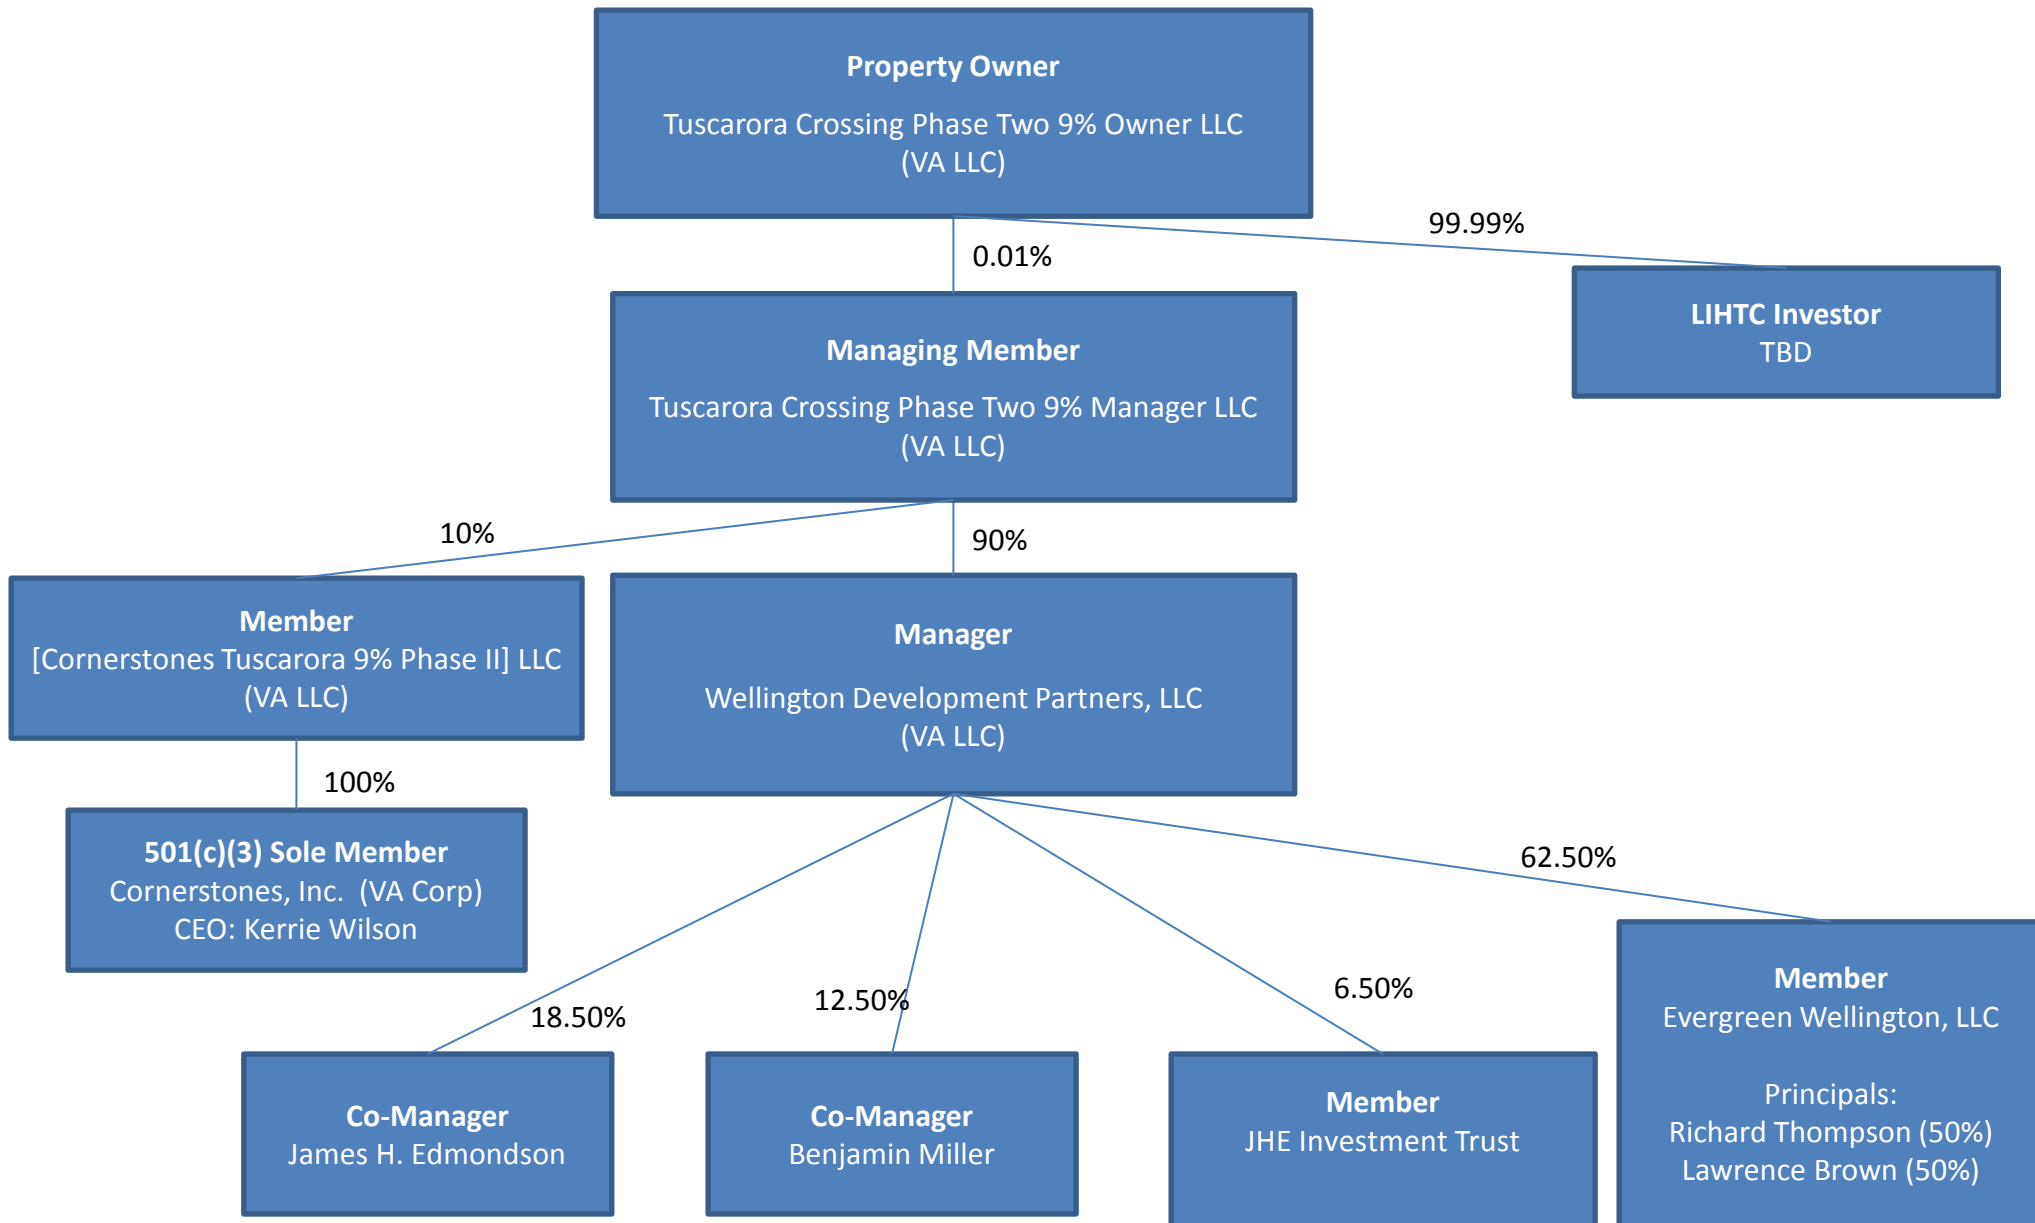 Property Owner
Tuscarora Crossing Phase Two 9% Owner LLC
(VA LLC)
99.99%
0.01%
LIHTC Investor
TBD
Managing Member
Tuscarora Crossing Phase Two 9% Manager LLC
(VA LLC)
10%
90%
Member
[Cornerstones Tuscarora 9% Phase II] LLC
(VA LLC)
Manager
Wellington Development Partners, LLC
(VA LLC)
100%
501(c)(3) Sole Member
Cornerstones, Inc.  (VA Corp)
CEO: Kerrie Wilson
18.50%
12.50%
6.50%
62.50%
Co-Manager
James H. Edmondson
Co-Manager
Benjamin Miller
Member
JHE Investment Trust
Member
Evergreen Wellington, LLC
Principals:
Richard Thompson (50%)
Lawrence Brown (50%)